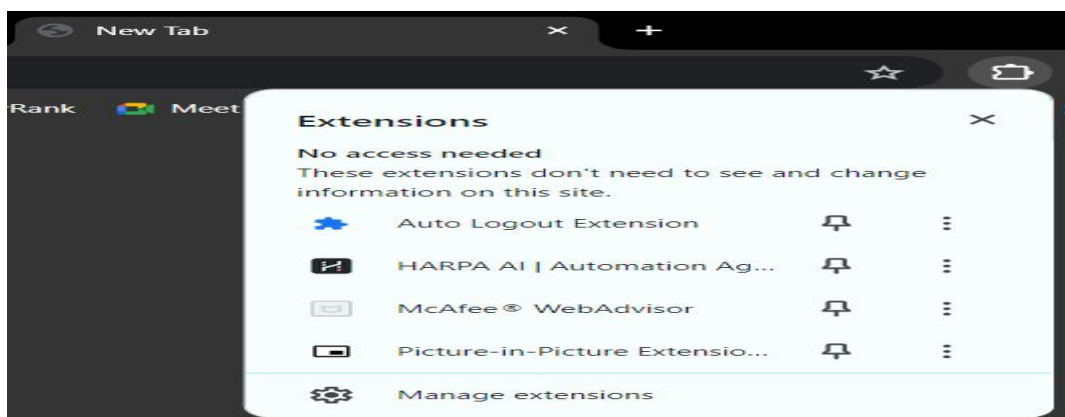 New Tab
Rank Meet
Extensions
No access needed
These extensions don't need to see and change
information on this site.
Auto Logout Extension
HARPA AI | Automation Ag...
McAfee® WebAdvisor
Picture-in-Picture Extensio...
Manage extensions